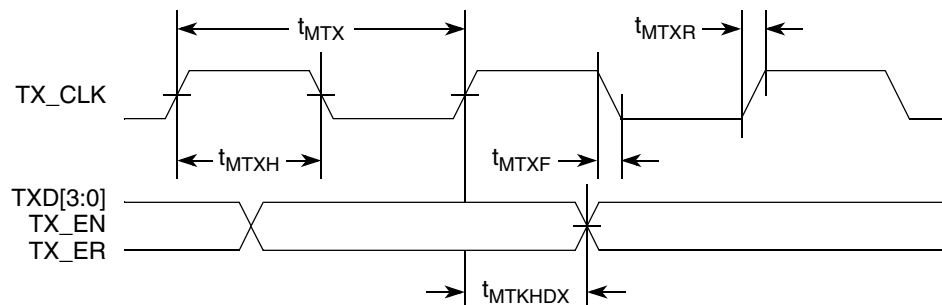 tMTX
tMTXR
TX_CLK
tMTXH
tMTXF
TXD[3:0]
TX_EN
TX_ER
tMTKHDX